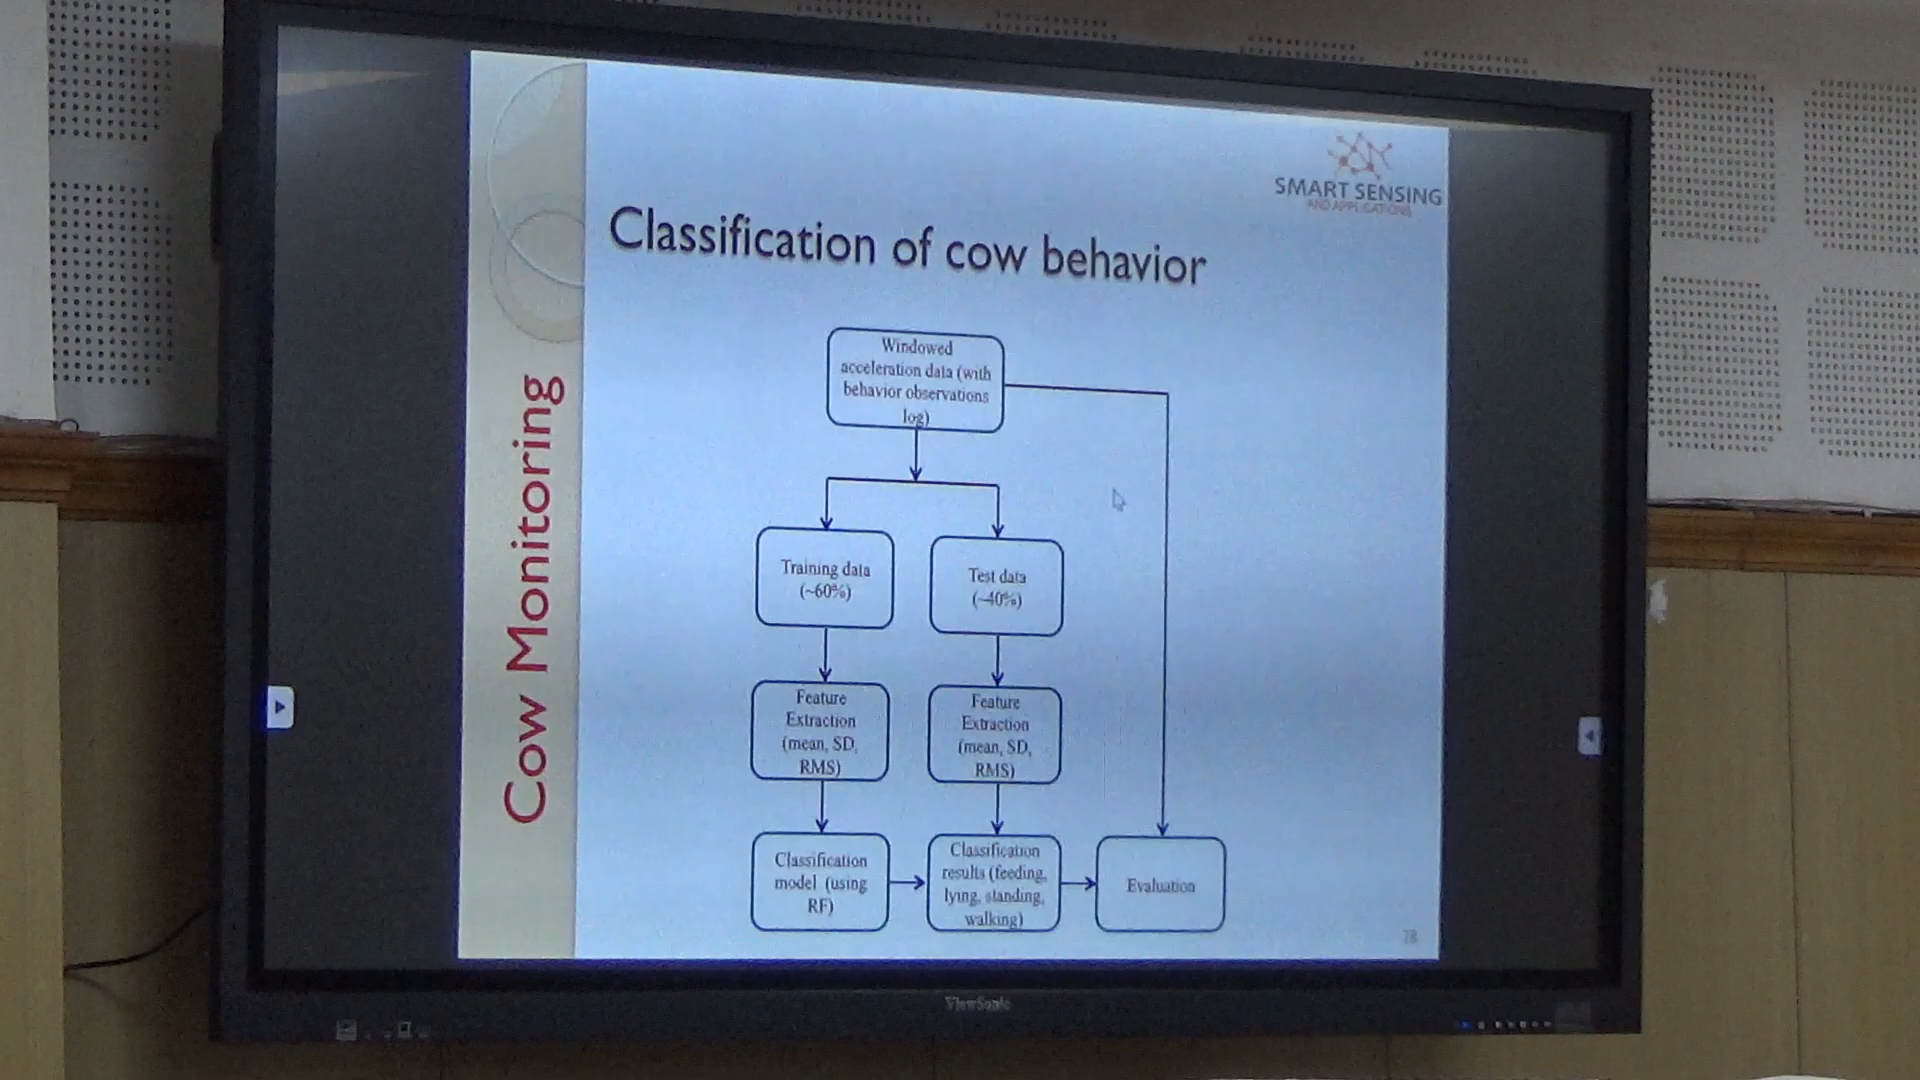 SMART SENSING
AND APPLICATIONS
Classification of cow behavior
Cow Monitoring
Windowed
acceleration data (with
behavior observations
log)
Training data
(~60%)
Test data
(~40%)
Feature
Extraction
(mean, SD,
RMS)
Feature
Extraction
(mean, SD,
RMS)
Classification
model (using
RF)
Classification
results (feeding,
lying, standing,
walking)
Evaluation
ViewSonic